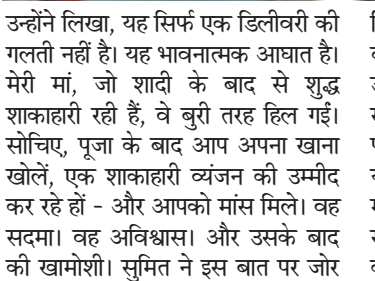 उन्होंने लिखा, यह सिर्फ एक डिलीवरी की
गलती नहीं है। यह भावनात्मक आघात है।
मेरी मां, जो शादी के बाद से शुद्ध
शाकाहारी रही हैं, वे बुरी तरह हिल गईं।
सोचिए, पूजा के बाद आप अपना खाना
खोलें, एक शाकाहारी व्यंजन की उम्मीद
कर रहे हों - और आपको मांस मिले। वह
सदमा। वह अविश्वास। और उसके बाद
की खामोशी। सुमित ने इस बात पर जोर